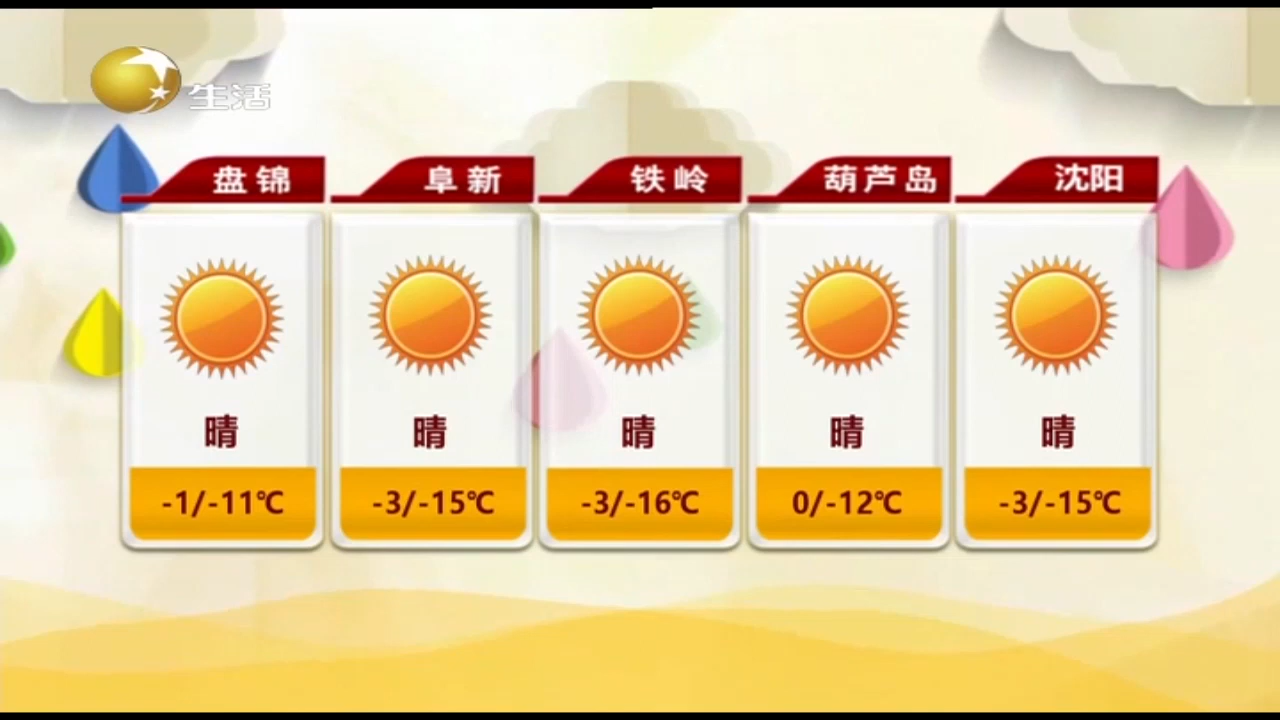 生活
盘锦 阜新 铁岭 葫芦岛 沈阳
晴 晴 晴 晴 晴
-1/-11℃ -3/-15℃ -3/-16℃ 0/-12℃ -3/-15℃